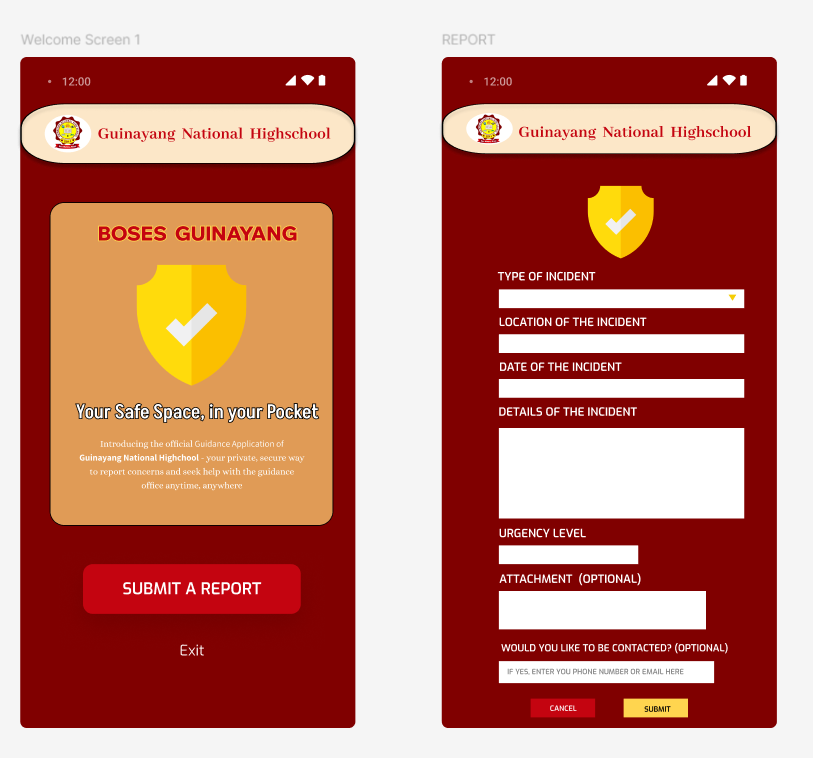 Welcome Screen 1
12:00
Guinayang National Highschool
BOSES GUINAYANG
Your Safe Space, in your Pocket
Introducing the official Guidance Application of
Guinayang National Highchool - your private, secure way
to report concerns and seek help with the guidance
office anytime, anywhere
SUBMIT A REPORT
Exit
REPORT
12:00
Guinayang National Highschool
TYPE OF INCIDENT
LOCATION OF THE INCIDENT
DATE OF THE INCIDENT
DETAILS OF THE INCIDENT
URGENCY LEVEL
ATTACHMENT (OPTIONAL)
WOULD YOU LIKE TO BE CONTACTED? (OPTIONAL)
IF YES, ENTER YOU PHONE NUMBER OR EMAIL HERE
CANCEL
SUBMIT